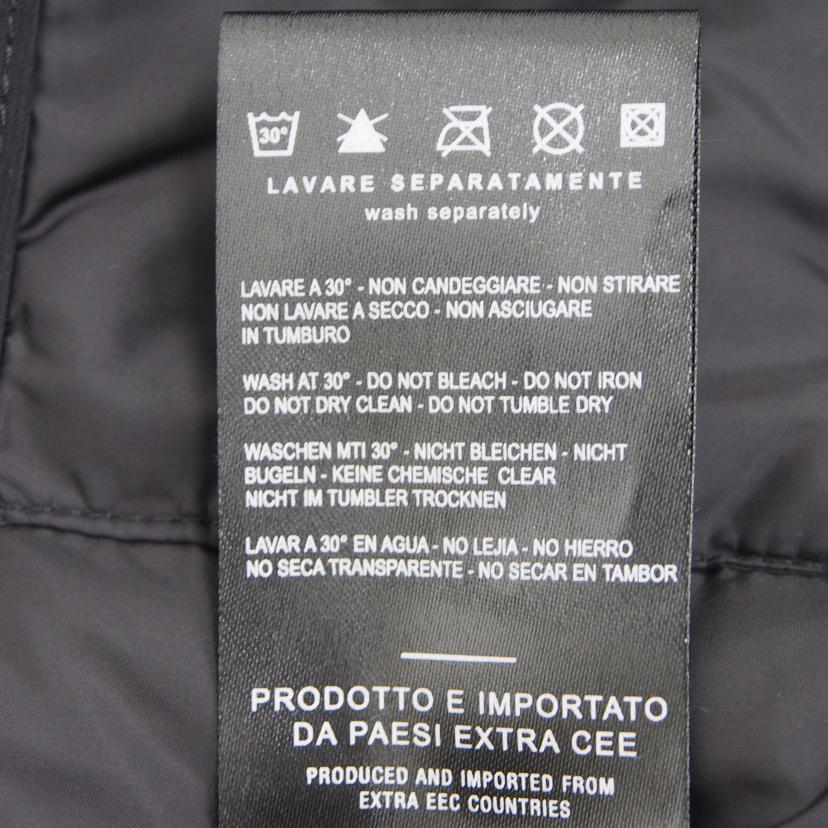 30°
LAVARE SEPARATAMENTE
wash separately
LAVARE A 30° - NON CANDEGGIARE - NON STIRARE
NON LAVARE A SECCO - NON ASCIUGARE
IN TUMBURO
WASH AT 30° - DO NOT BLEACH - DO NOT IRON
DO NOT DRY CLEAN - DO NOT TUMBLE DRY
WASCHEN MTI 30° - NICHT BLEICHEN - NICHT
BUGELN - KEINE CHEMISCHE CLEAR
NICHT IM TUMBLER TROCKNEN
LAVAR A 30° EN AGUA - NO LEJIA - NO HIERRO
NO SECA TRANSPARENTE - NO SECAR EN TAMBOR
PRODOTTO E IMPORTATO
DA PAESI EXTRA CEE
PRODUCED AND IMPORTED FROM
EXTRA EEC COUNTRIES